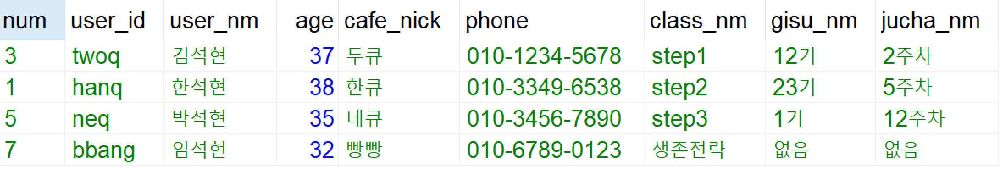 num user_id user_nm age cafe_nick phone class_nm gisu_nm jucha_nm
3 twoq 김석현 37 두큐 010-1234-5678 step1 12기 2주차
1 hanq 한석현 38 한큐 010-3349-6538 step2 23기 5주차
5 neq 박석현 35 네큐 010-3456-7890 step3 1기 12주차
7 bbang 임석현 32 빵빵 010-6789-0123 생존전략 없음 없음